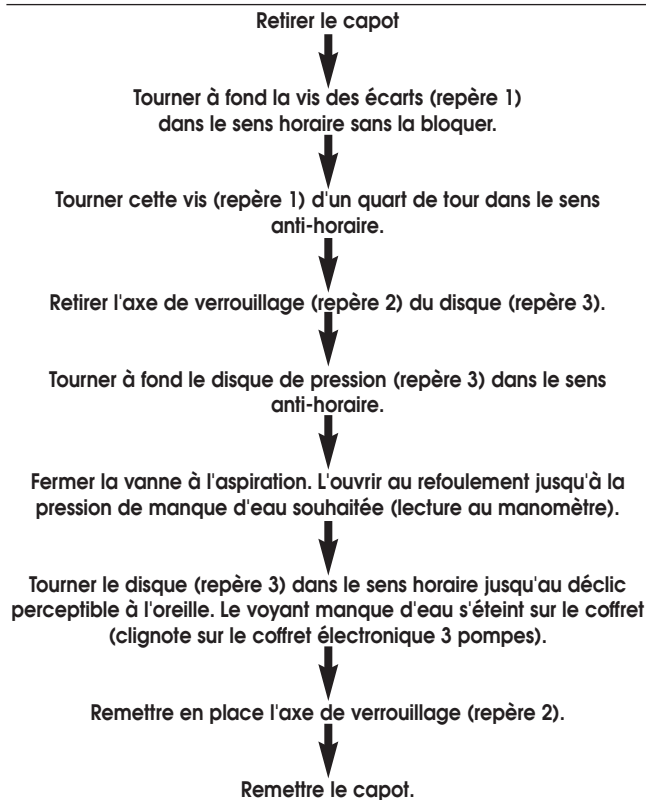 Retirer le capot
Tourner à fond la vis des écarts (repère 1)
dans le sens horaire sans la bloquer.
Tourner cette vis (repère 1) d'un quart de tour dans le sens
anti-horaire.
Retirer l'axe de verrouillage (repère 2) du disque (repère 3).
Tourner à fond le disque de pression (repère 3) dans le sens
anti-horaire.
Fermer la vanne à l'aspiration. L'ouvrir au refoulement jusqu'à la
pression de manque d'eau souhaitée (lecture au manomètre).
Tourner le disque (repère 3) dans le sens horaire jusqu'au déclic
perceptible à l'oreille. Le voyant manque d'eau s'éteint sur le coffret
(clignote sur le coffret électronique 3 pompes).
Remettre en place l'axe de verrouillage (repère 2).
Remettre le capot.